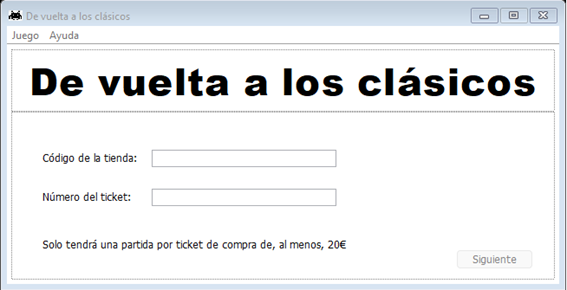 De vuelta a los clásicos
Juego Ayuda
De vuelta a los clásicos
Código de la tienda:
Número del ticket:
Solo tendrá una partida por ticket de compra de, al menos, 20€
Siguiente